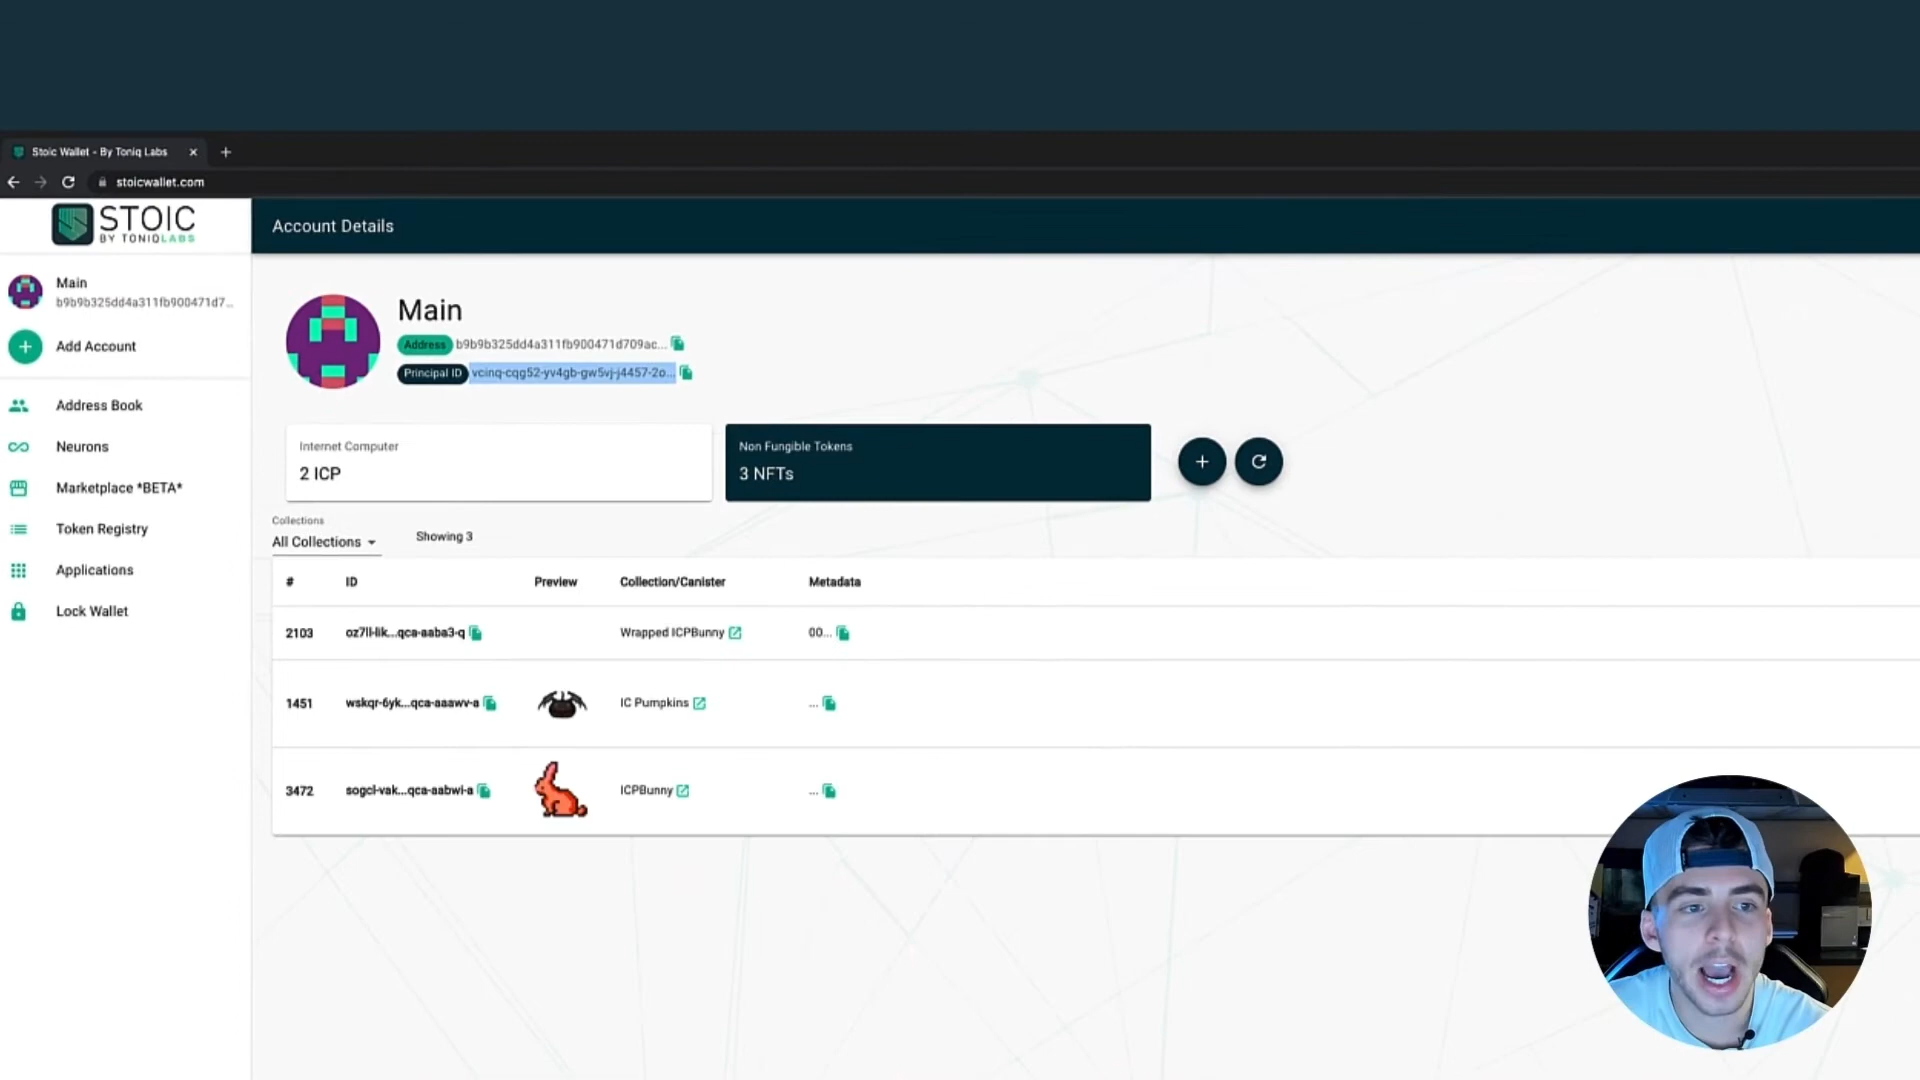 Stoic Wallet - By Toniq Labs
stoicwallet.com
STOIC
BY TONIQLABS
Account Details
Main
b9b9b325dd4a311fb900471d7...
Add Account
Address Book
Neurons
Marketplace *BETA*
Token Registry
Applications
Lock Wallet
Main
Address b9b9b325dd4a311fb900471d709ac...
Principal ID vcinq-cqg52-yv4gb-gw5vj-j4457-2o...
Internet Computer
2 ICP
Non Fungible Tokens
3 NFTs
Collections
All Collections
Showing 3
# ID Preview Collection/Canister Metadata
2103 oz7ll-lik...qca-aaba3-q Wrapped ICPBunny 00...
1451 wskqr-6yk...qca-aaawv-a IC Pumpkins ...
3472 sogcl-vak...qca-aabwi-a ICPBunny ...